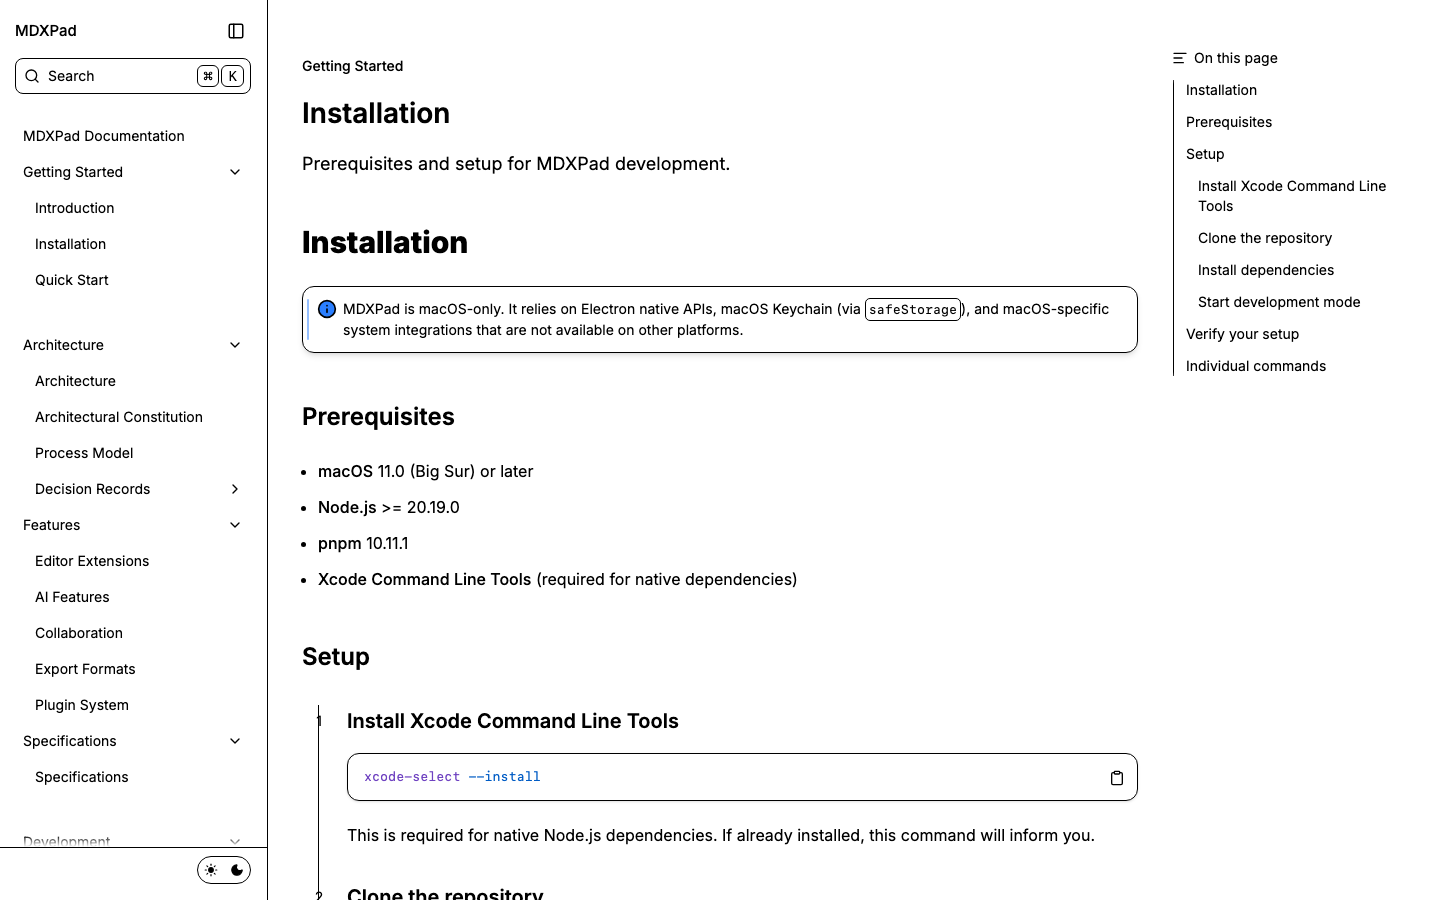 MDXPad
Search
⌘ K
MDXPad Documentation
Getting Started
Introduction
Installation
Quick Start
Architecture
Architecture
Architectural Constitution
Process Model
Decision Records
Features
Editor Extensions
AI Features
Collaboration
Export Formats
Plugin System
Specifications
Specifications
Development
Getting Started
Installation
Prerequisites and setup for MDXPad development.
Installation
MDXPad is macOS-only. It relies on Electron native APIs, macOS Keychain (via safeStorage), and macOS-specific
system integrations that are not available on other platforms.
Prerequisites
• macOS 11.0 (Big Sur) or later
• Node.js >= 20.19.0
• pnpm 10.11.1
• Xcode Command Line Tools (required for native dependencies)
Setup
1 Install Xcode Command Line Tools
xcode-select --install
This is required for native Node.js dependencies. If already installed, this command will inform you.
2 Clone the repository
On this page
Installation
Prerequisites
Setup
Install Xcode Command Line
Tools
Clone the repository
Install dependencies
Start development mode
Verify your setup
Individual commands